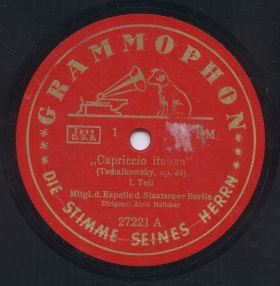 GRAMMOPHON
1
„Capriccio italien"
(Tschaikowsky, op. 45)
I. Teil
Mitgl. d. Kapelle d. Staatsoper Berlin
Dirigent: Alois Melichar
27221 A
DIE STIMME SEINES HERRN